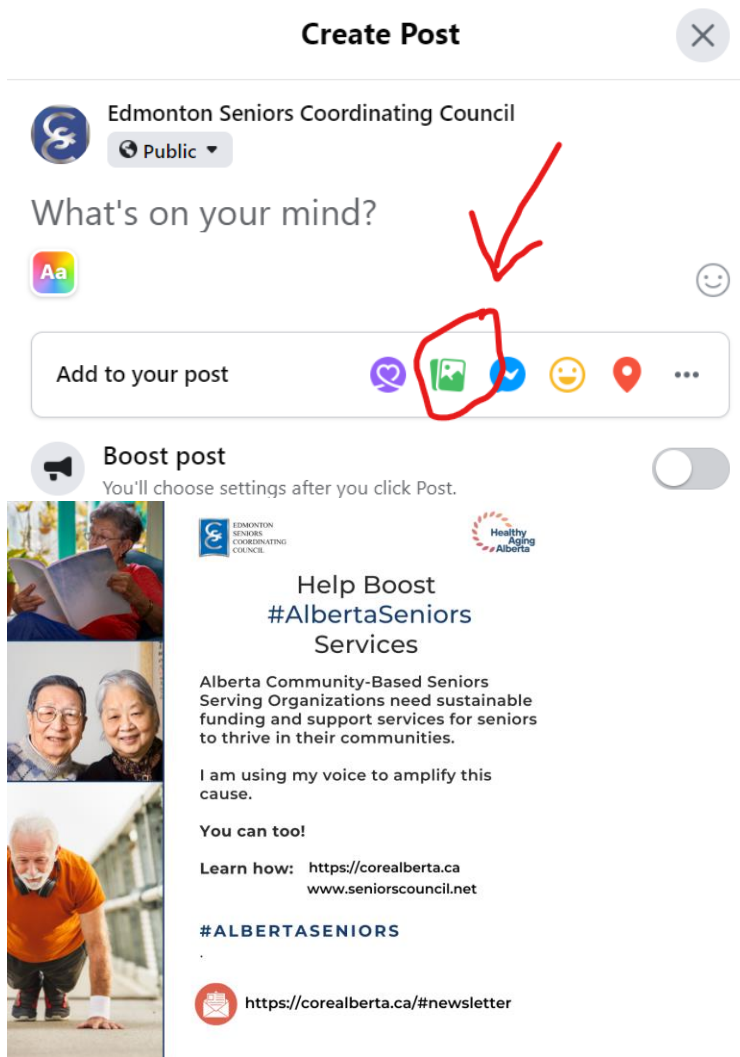 Create Post
Edmonton Seniors Coordinating Council
Public
What's on your mind?
Aa
Add to your post
Boost post
You'll choose settings after you click Post.
EDMONTON
SENIORS
COORDINATING
COUNCIL
Healthy
Aging
Alberta
Help Boost
#AlbertaSeniors
Services
Alberta Community-Based Seniors
Serving Organizations need sustainable
funding and support services for seniors
to thrive in their communities.
I am using my voice to amplify this
cause.
You can too!
Learn how: https://corealberta.ca
www.seniorscouncil.net
#ALBERTASENIORS
.
https://corealberta.ca/#newsletter